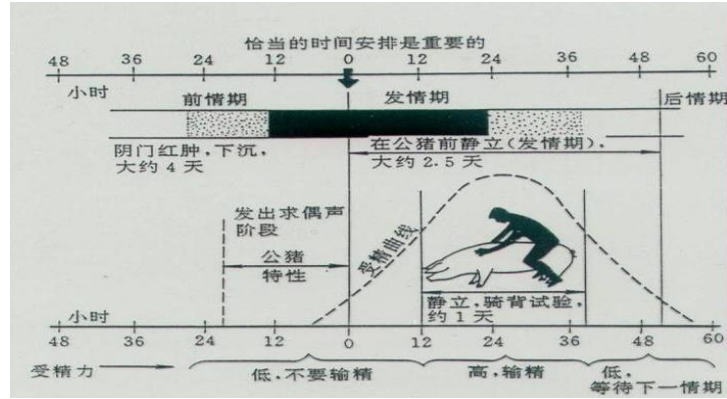 恰当的时间安排是重要的
48 36 24 12 0 12 24 36 48 60
小时 前情期 发情期 后情期
阴门红肿，下沉，
大约 4 天
在公猪前静立(发情期)，
大约 2.5 天
发出求偶声
阶段
公猪
特性
受精曲线
静立，骑背试验，
约 1 天
小时
48 36 24 12 0 12 24 36 48 60
受精力 低，不要输精 高，输精 低，
等待下一情期